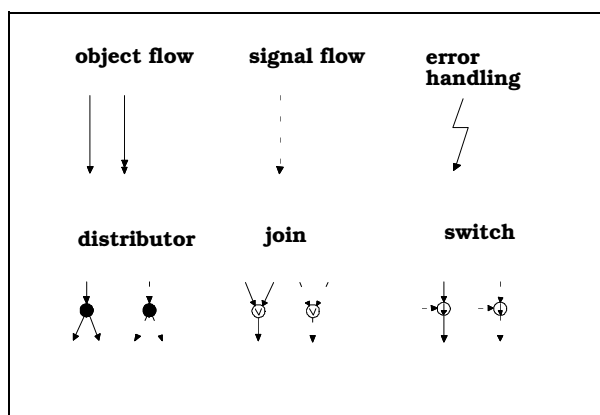 object flow
signal flow
error
handling
distributor
join
switch
V
V